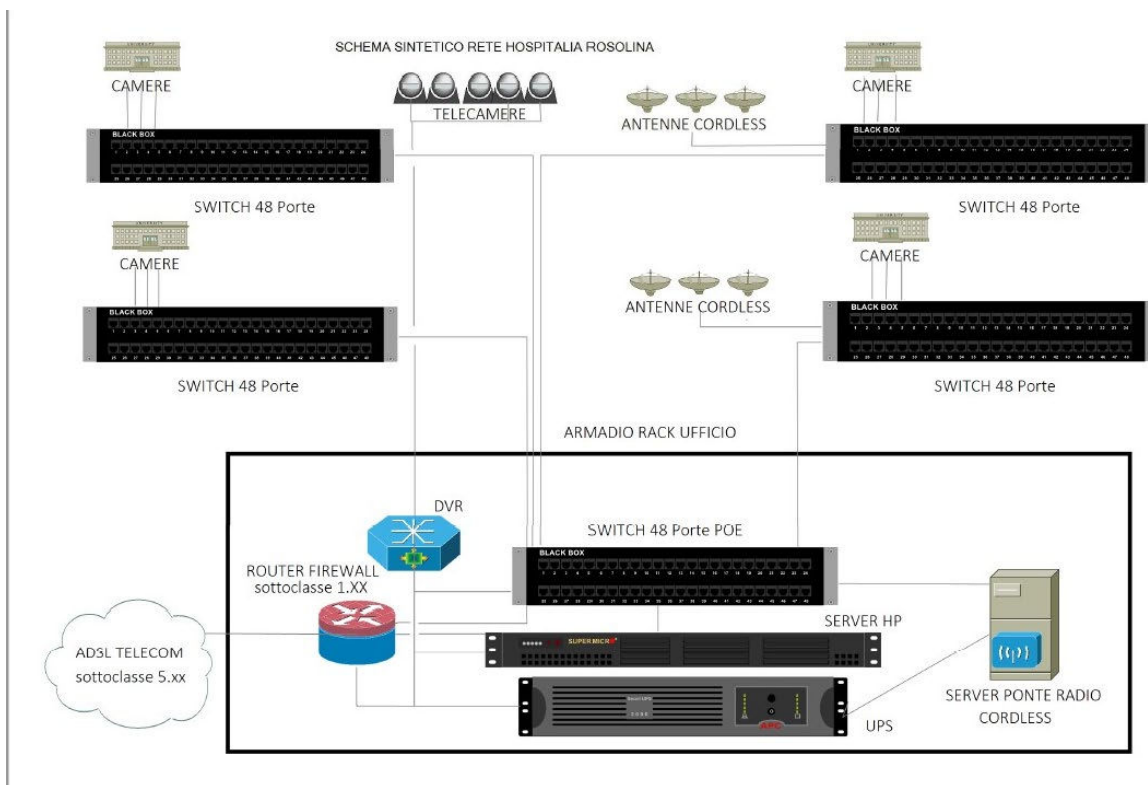 SCHEMA SINTETICO RETE HOSPITALIA ROSOLINA
CAMERE
TELECAMERE
ANTENNE CORDLESS
CAMERE
BLACK BOX
BLACK BOX
SWITCH 48 Porte
SWITCH 48 Porte
CAMERE
ANTENNE CORDLESS
CAMERE
BLACK BOX
BLACK BOX
SWITCH 48 Porte
SWITCH 48 Porte
ARMADIO RACK UFFICIO
DVR
SWITCH 48 Porte POE
BLACK BOX
ROUTER FIREWALL
sottoclasse 1.XX
SERVER HP
SUPERMICRO
AD3L TELECOM
sottoclasse 5.xx
SERVER PONTE RADIO
CORDLESS
UPS
APC